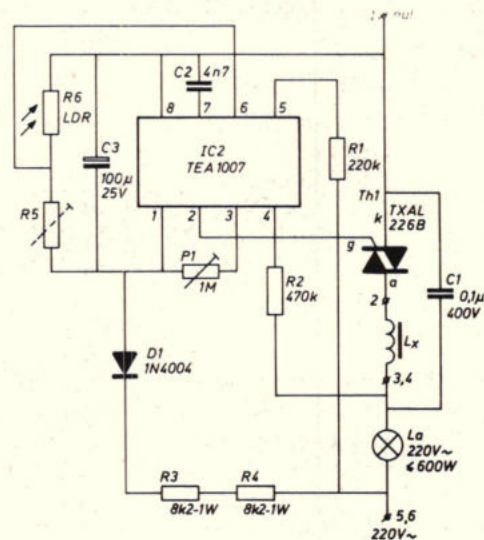 C2 4n7
R6
LDR
8 7 6 5
C3
100µ
25V
IC2
TEA1007
R1
220k
Th1
k
TXAL
226B
R5
1 2 3 4
g
P1
1M
R2
470k
a
C1
0,1µ
400V
2
Lx
D1
1N4004
3,4
La
220V~
≤600W
R3
8k2-1W
R4
8k2-1W
5,6
220V~